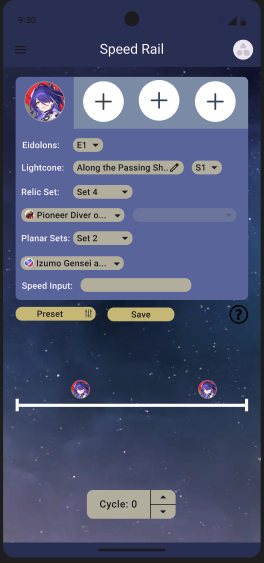 9:30
Speed Rail
Eidolons: E1
Lightcone: Along the Passing Sh.. S1
Relic Set: Set 4
Pioneer Diver o...
Planar Sets: Set 2
Izumo Gensei a...
Speed Input:
Preset Save ?
Cycle: 0